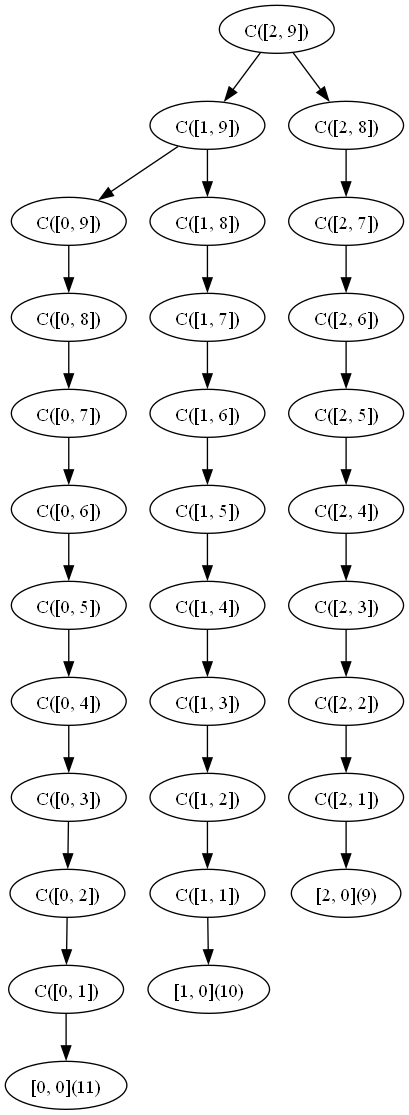 C([2, 9])
C([1, 9])
C([2, 8])
C([0, 9])
C([1, 8])
C([2, 7])
C([0, 8])
C([1, 7])
C([2, 6])
C([0, 7])
C([1, 6])
C([2, 5])
C([0, 6])
C([1, 5])
C([2, 4])
C([0, 5])
C([1, 4])
C([2, 3])
C([0, 4])
C([1, 3])
C([2, 2])
C([0, 3])
C([1, 2])
C([2, 1])
C([0, 2])
C([1, 1])
[2, 0](9)
C([0, 1])
[1, 0](10)
[0, 0](11)